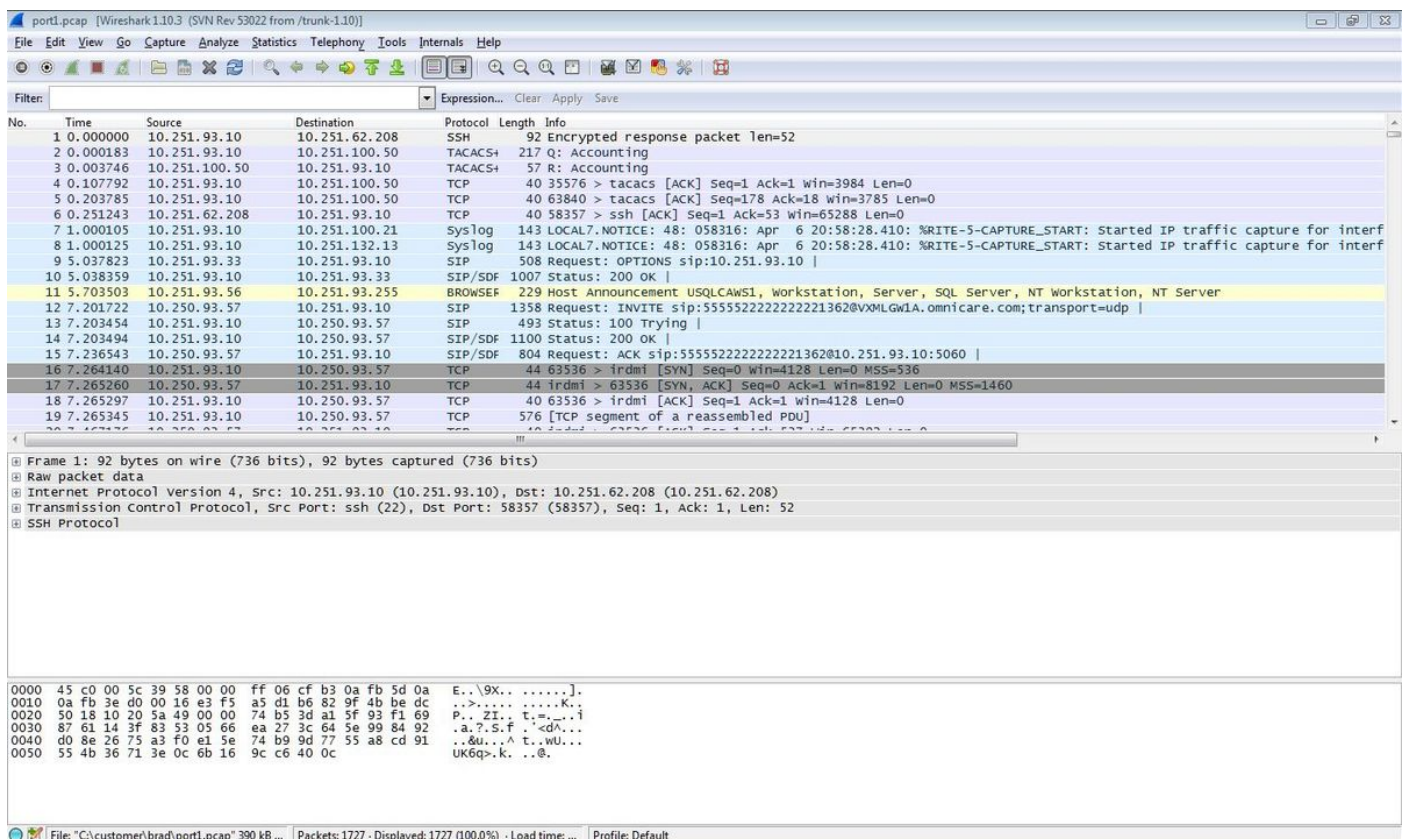 port1.pcap [Wireshark 1.10.3 (SVN Rev 53022 from /trunk-1.10)]
File Edit View Go Capture Analyze Statistics Telephony Tools Internals Help
Filter: Expression... Clear Apply Save
No. Time Source Destination Protocol Length Info
1 0.000000 10.251.93.10 10.251.62.208 SSH 92 Encrypted response packet len=52
2 0.000183 10.251.93.10 10.251.100.50 TACACS+ 217 Q: Accounting
3 0.003746 10.251.100.50 10.251.93.10 TACACS+ 57 R: Accounting
4 0.107792 10.251.93.10 10.251.100.50 TCP 40 35576 > tacacs [ACK] Seq=1 Ack=1 Win=3984 Len=0
5 0.203785 10.251.93.10 10.251.100.50 TCP 40 63840 > tacacs [ACK] Seq=178 Ack=18 Win=3785 Len=0
6 0.251243 10.251.62.208 10.251.93.10 TCP 40 58357 > ssh [ACK] Seq=1 Ack=53 Win=65288 Len=0
7 1.000105 10.251.93.10 10.251.100.21 Syslog 143 LOCAL7.NOTICE: 48: 058316: Apr 6 20:58:28.410: %RITE-5-CAPTURE_START: Started IP traffic capture for interf
8 1.000125 10.251.93.10 10.251.132.13 Syslog 143 LOCAL7.NOTICE: 48: 058316: Apr 6 20:58:28.410: %RITE-5-CAPTURE_START: Started IP traffic capture for interf
9 5.037823 10.251.93.33 10.251.93.10 SIP 508 Request: OPTIONS sip:10.251.93.10 |
10 5.038359 10.251.93.10 10.251.93.33 SIP/SDF 1007 Status: 200 OK |
11 5.703503 10.251.93.56 10.251.93.255 BROWSEF 229 Host Announcement USQLCAWS1, Workstation, Server, SQL Server, NT Workstation, NT Server
12 7.201722 10.250.93.57 10.251.93.10 SIP 1358 Request: INVITE sip:5555522222222221362@VXMLGW1A.omnicare.com;transport=udp |
13 7.203454 10.251.93.10 10.250.93.57 SIP 493 Status: 100 Trying |
14 7.203494 10.251.93.10 10.250.93.57 SIP/SDF 1100 Status: 200 OK |
15 7.236543 10.250.93.57 10.251.93.10 SIP/SDF 804 Request: ACK sip:5555522222222221362@10.251.93.10:5060 |
16 7.264140 10.251.93.10 10.250.93.57 TCP 44 63536 > irdmi [SYN] Seq=0 Win=4128 Len=0 MSS=536
17 7.265260 10.250.93.57 10.251.93.10 TCP 44 irdmi > 63536 [SYN, ACK] Seq=0 Ack=1 Win=8192 Len=0 MSS=1460
18 7.265297 10.251.93.10 10.250.93.57 TCP 40 63536 > irdmi [ACK] Seq=1 Ack=1 Win=4128 Len=0
19 7.265345 10.251.93.10 10.250.93.57 TCP 576 [TCP segment of a reassembled PDU]
Frame 1: 92 bytes on wire (736 bits), 92 bytes captured (736 bits)
Raw packet data
Internet Protocol Version 4, Src: 10.251.93.10 (10.251.93.10), Dst: 10.251.62.208 (10.251.62.208)
Transmission Control Protocol, Src Port: ssh (22), Dst Port: 58357 (58357), Seq: 1, Ack: 1, Len: 52
SSH Protocol
0000 45 c0 00 5c 39 58 00 00 ff 06 cf b3 0a fb 5d 0a E..\9X.. ......].
0010 0a fb 3e d0 00 16 e3 f5 a5 d1 b6 82 9f 4b be dc ..>..... .....K..
0020 50 18 10 20 5a 49 00 00 74 b5 3d a1 5f 93 f1 69 P.. ZI.. t.=._..i
0030 87 61 14 3f 83 53 05 66 ea 27 3c 64 5e 99 84 92 .a.?.S.f .'<d^...
0040 d0 8e 26 75 a3 f0 e1 5e 74 b9 9d 77 55 a8 cd 91 ..&u...^ t..wU...
0050 55 4b 36 71 3e 0c 6b 16 9c c6 40 0c UK6q>.k. ..@.
File: "C:\customer\brad\port1.pcap" 390 kB ... Packets: 1727 · Displayed: 1727 (100.0%) · Load time: ... Profile: Default